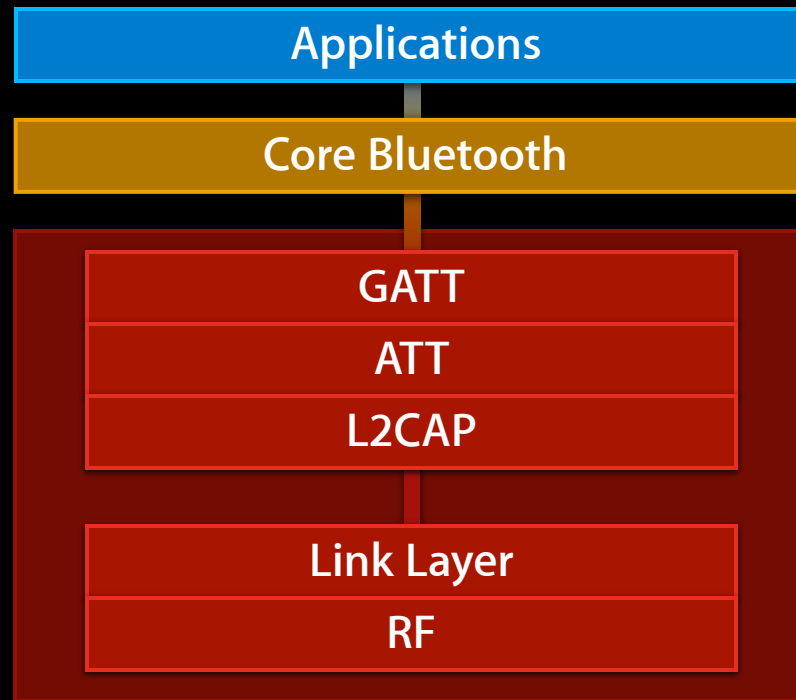 Applications
Core Bluetooth
GATT
ATT
L2CAP
Link Layer
RF